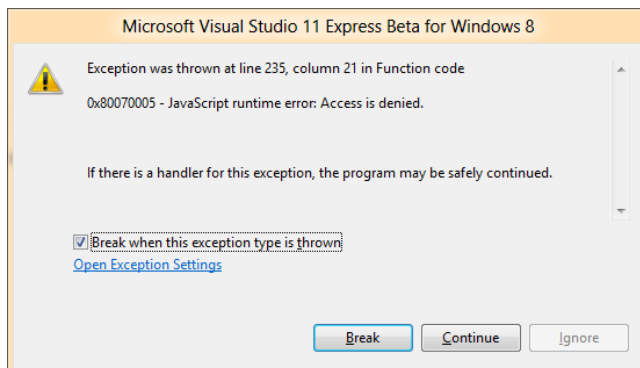 Microsoft Visual Studio 11 Express Beta for Windows 8
Exception was thrown at line 235, column 21 in Function code
0x80070005 - JavaScript runtime error: Access is denied.
If there is a handler for this exception, the program may be safely continued.
Break when this exception type is thrown
Open Exception Settings
Break Continue Ignore